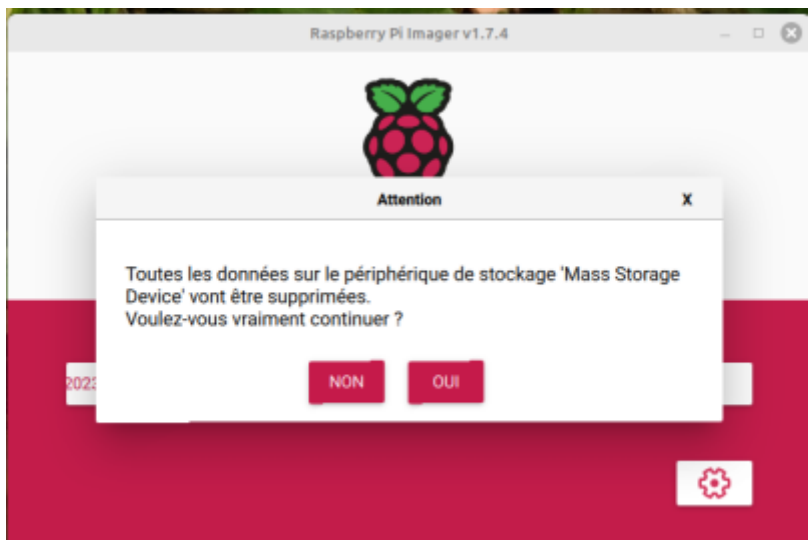 Raspberry Pi Imager v1.7.4
Attention
X
Toutes les données sur le périphérique de stockage 'Mass Storage
Device' vont être supprimées.
Voulez-vous vraiment continuer ?
NON
OUI
2023